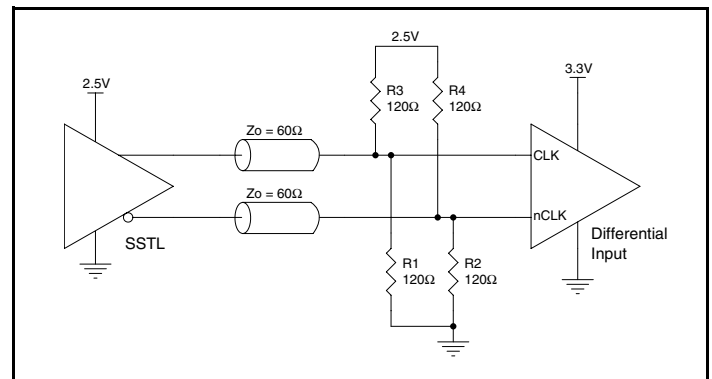 2.5V
3.3V
2.5V
R3
120Ω
R4
120Ω
Zo = 60Ω
CLK
Zo = 60Ω
nCLK
SSTL
Differential
Input
R1
120Ω
R2
120Ω